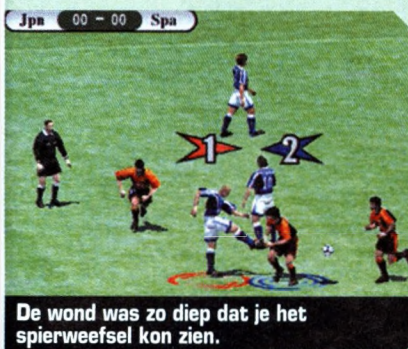 Jpn 00 - 00 Spa
1 2
De wond was zo diep dat je het
spierweefsel kon zien.